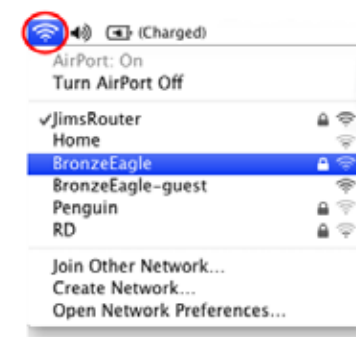 (Charged)
AirPort: On
Turn AirPort Off
✓JimsRouter
Home
BronzeEagle
BronzeEagle-guest
Penguin
RD
Join Other Network...
Create Network...
Open Network Preferences...